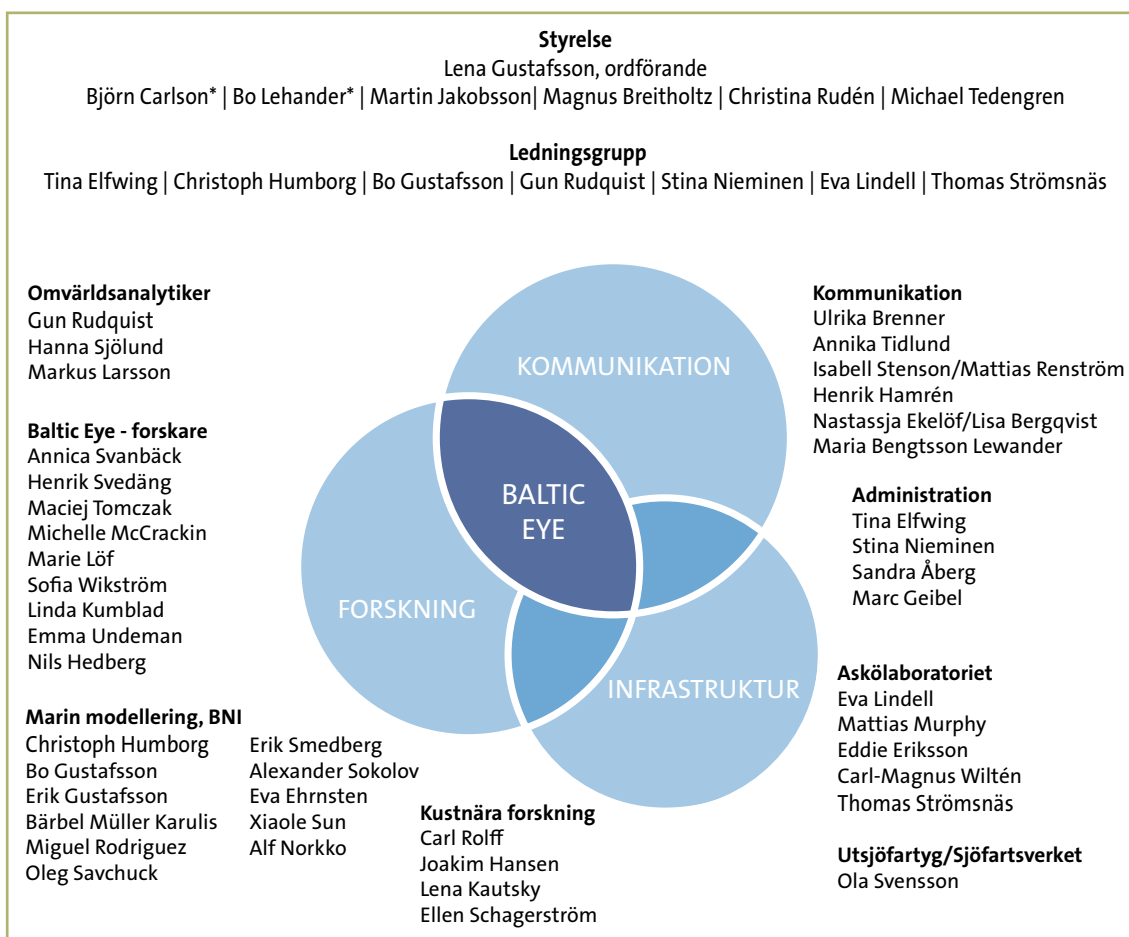 Styrelse
Lena Gustafsson, ordförande
Björn Carlson* | Bo Lehander* | Martin Jakobsson| Magnus Breitholtz | Christina Rudén | Michael Tedengren
Ledningsgrupp
Tina Elfwing | Christoph Humborg | Bo Gustafsson | Gun Rudquist | Stina Nieminen | Eva Lindell | Thomas Strömsnäs
Omvärldsanalytiker
Gun Rudquist
Hanna Sjölund
Markus Larsson
Baltic Eye - forskare
Annica Svanbäck
Henrik Svedäng
Maciej Tomczak
Michelle McCrackin
Marie Löf
Sofia Wikström
Linda Kumblad
Emma Undeman
Nils Hedberg
Marin modellering, BNI
Christoph Humborg
Bo Gustafsson
Erik Gustafsson
Bärbel Müller Karulis
Miguel Rodriguez
Oleg Savchuck
Erik Smedberg
Alexander Sokolov
Eva Ehrnsten
Xiaole Sun
Alf Norkko
KOMMUNIKATION
BALTIC
EYE
FORSKNING
INFRASTRUKTUR
Kustnära forskning
Carl Rolff
Joakim Hansen
Lena Kautsky
Ellen Schagerström
Kommunikation
Ulrika Brenner
Annika Tidlund
Isabell Stenson/Mattias Renström
Henrik Hamrén
Nastassja Ekelöf/Lisa Bergqvist
Maria Bengtsson Lewander
Administration
Tina Elfwing
Stina Nieminen
Sandra Åberg
Marc Geibel
Askölaboratoriet
Eva Lindell
Mattias Murphy
Eddie Eriksson
Carl-Magnus Wiltén
Thomas Strömsnäs
Utsjöfartyg/Sjöfartsverket
Ola Svensson